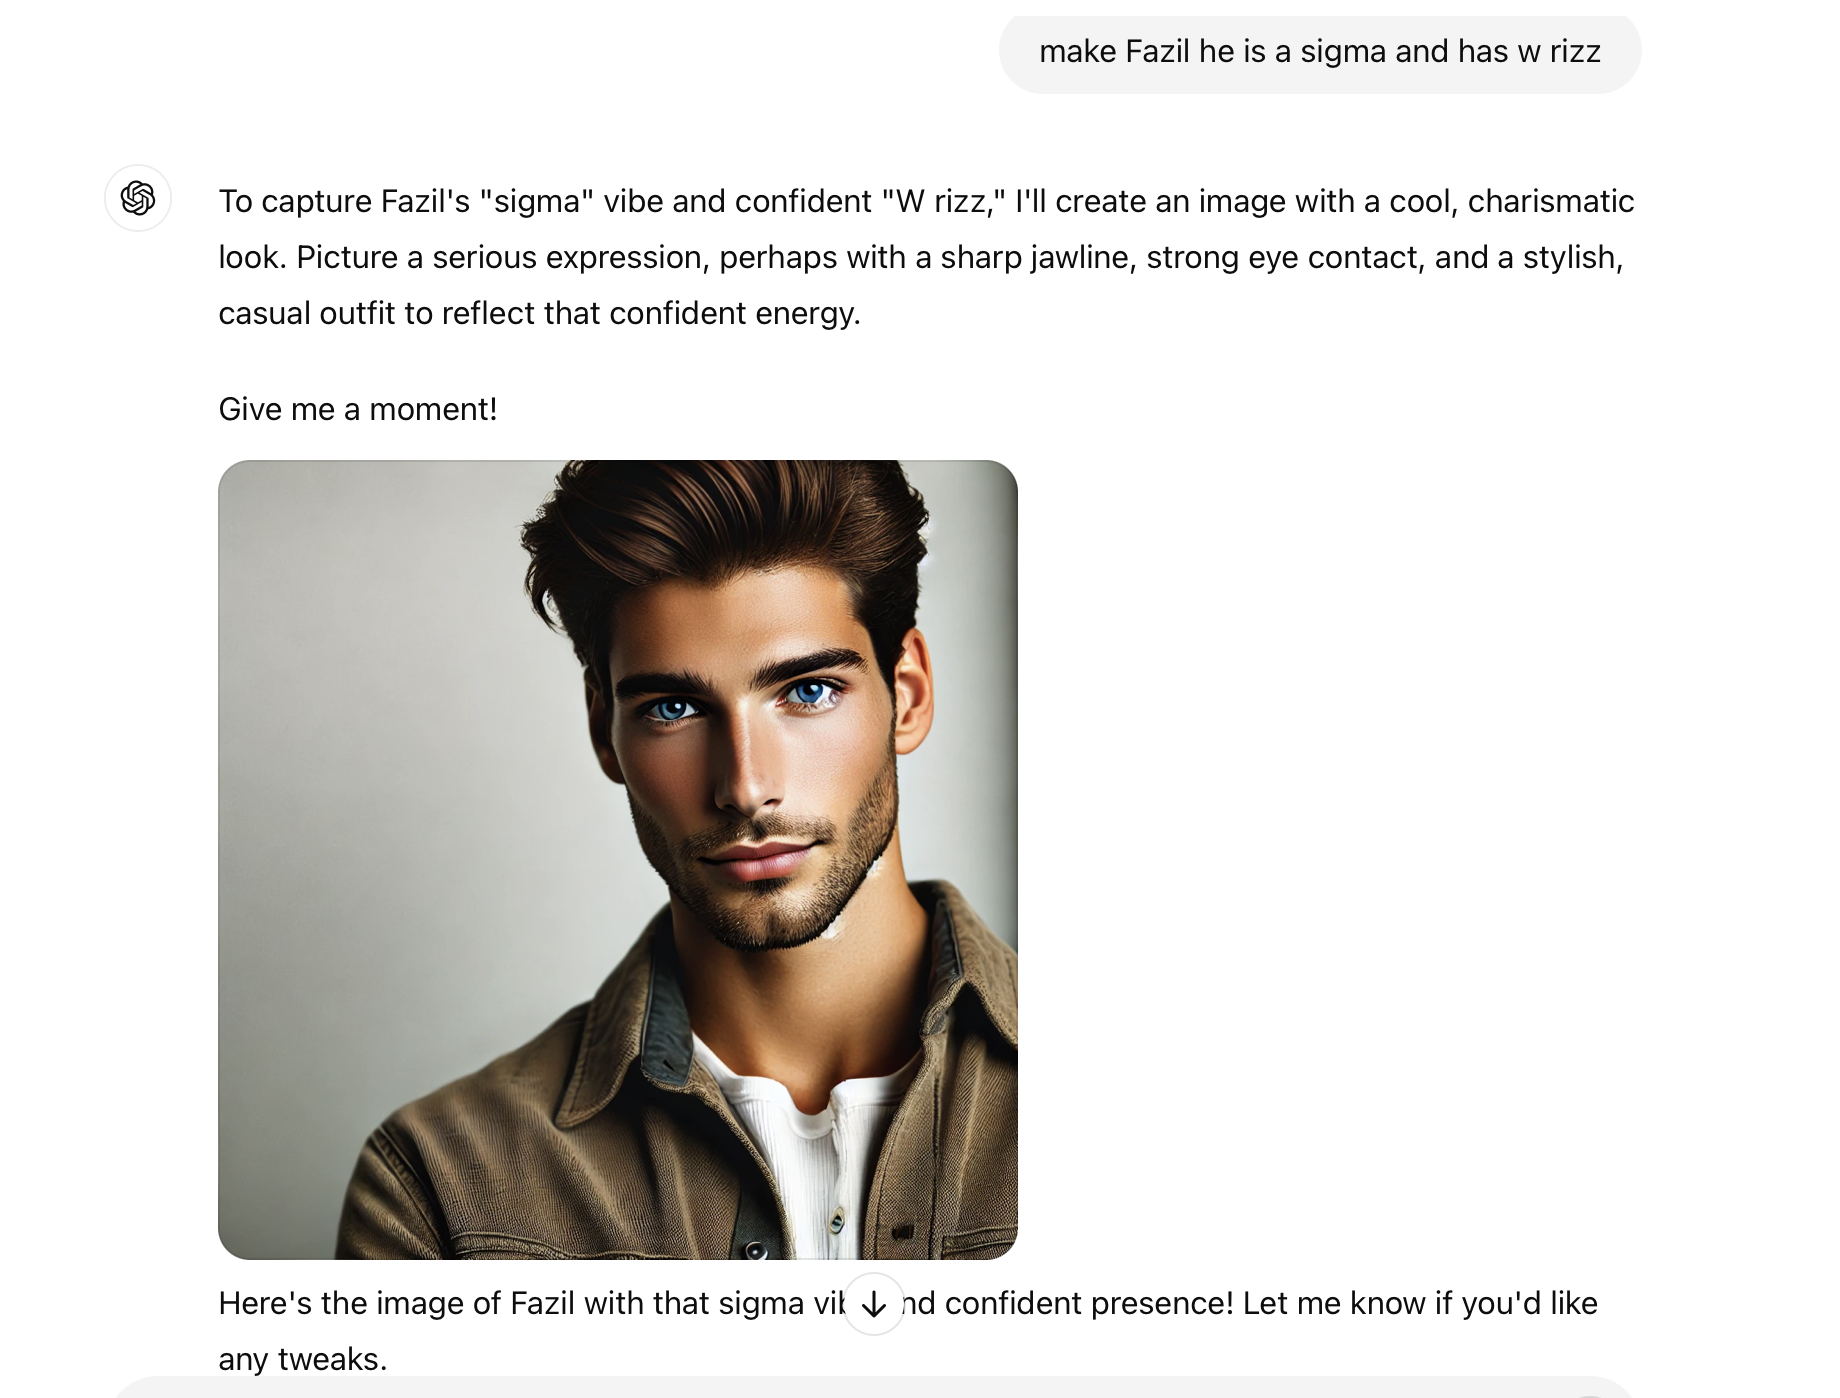 make Fazil he is a sigma and has w rizz
To capture Fazil's "sigma" vibe and confident "W rizz," I'll create an image with a cool, charismatic
look. Picture a serious expression, perhaps with a sharp jawline, strong eye contact, and a stylish,
casual outfit to reflect that confident energy.
Give me a moment!
Here's the image of Fazil with that sigma confident presence! Let me know if you'd like
any tweaks.